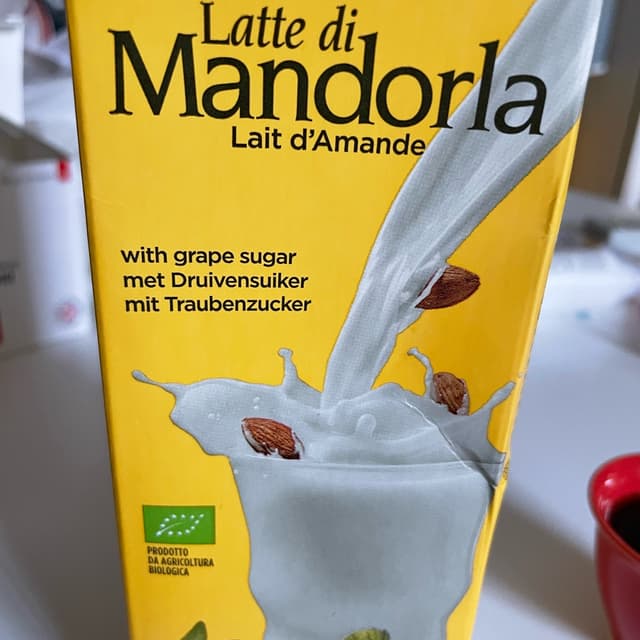 Latte di
Mandorla
Lait d'Amande
with grape sugar
met Druivensuiker
mit Traubenzucker
PRODOTTO
DA AGRICOLTURA
BIOLOGICA